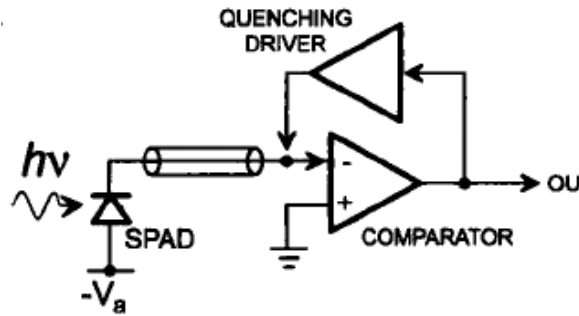 QUENCHING
DRIVER
hν
-
+
OU
SPAD
COMPARATOR
-Va